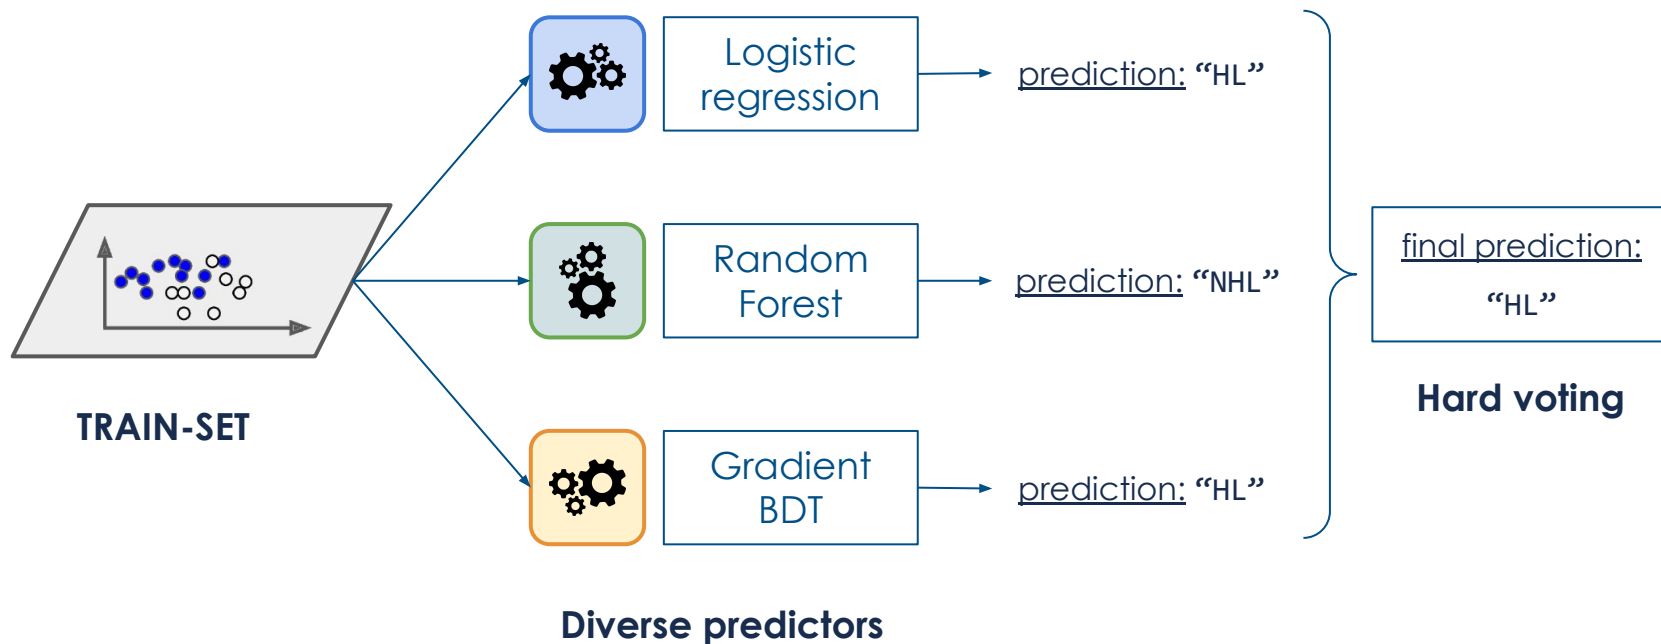 Logistic
regression
prediction: “HL”
TRAIN-SET
Random
Forest
prediction: “NHL”
Gradient
BDT
prediction: “HL”
Diverse predictors
final prediction:
“HL”
Hard voting